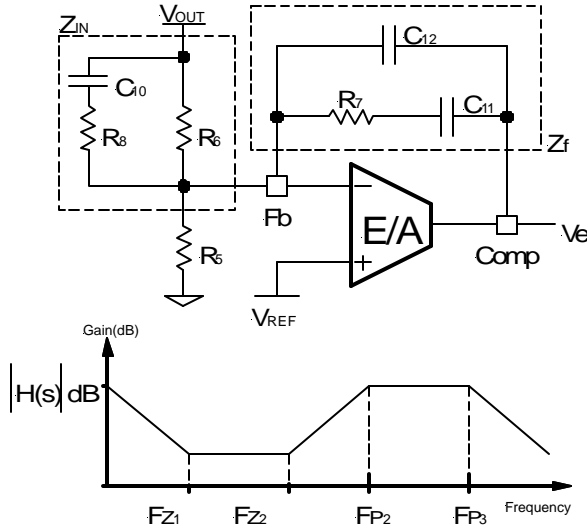 ZIN
VOUT
C12
C10
R7
C11
R8
R6
Zf
Fb
E/A
Ve
R5
Comp
VREF
Gain(dB)
|H(s)| dB
FZ1 FZ2 FP2 FP3
Frequency